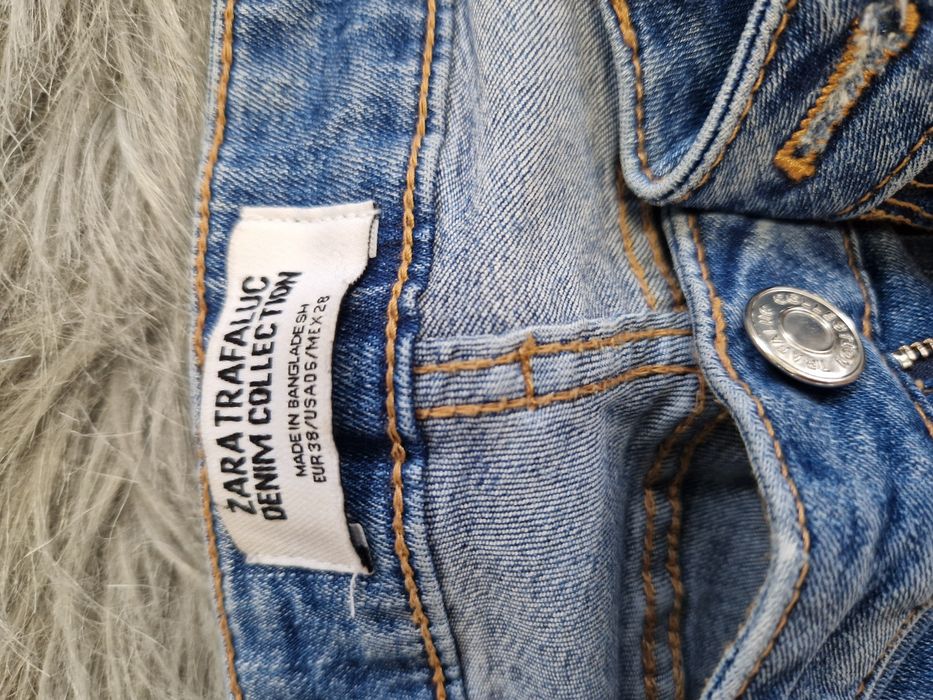 ZARA TRAFALUC
DENIM COLLECTION
MADE IN BANGLADESH
EUR 38/USA 06/MEX 28